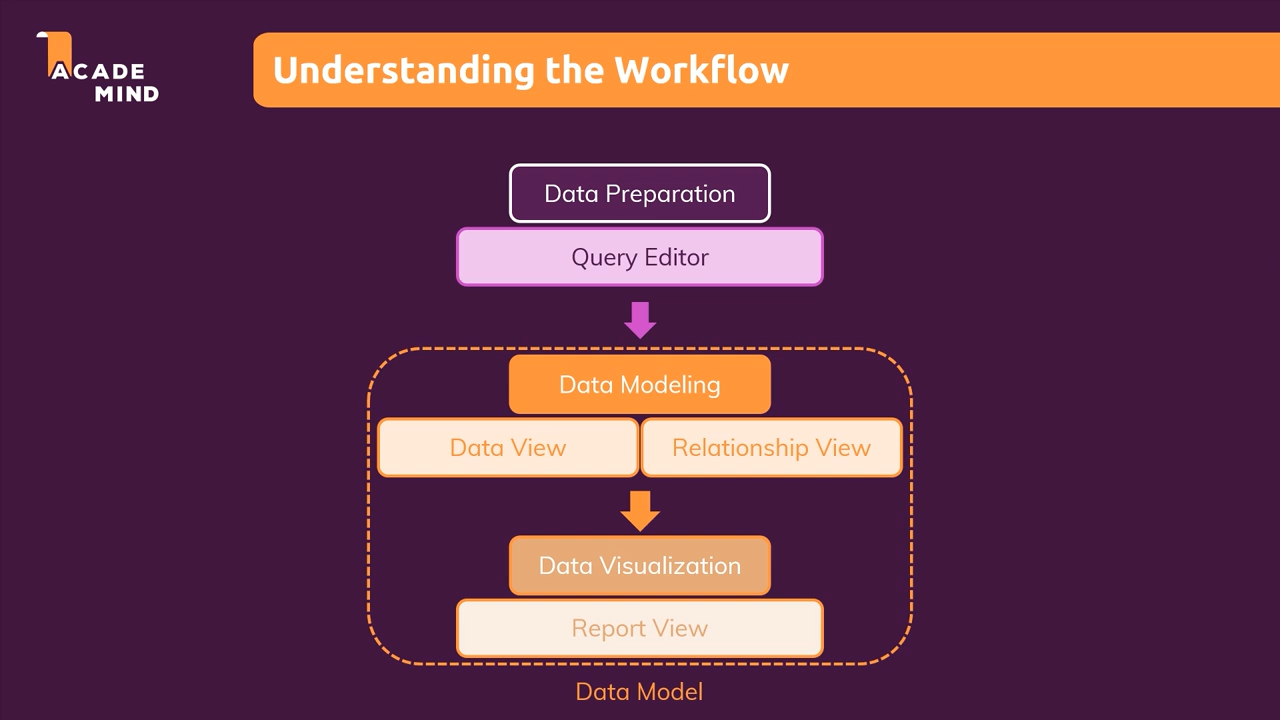 ACADE
MIND
Understanding the Workflow
Data Preparation
Query Editor
Data Modeling
Data View
Relationship View
Data Visualization
Report View
Data Model